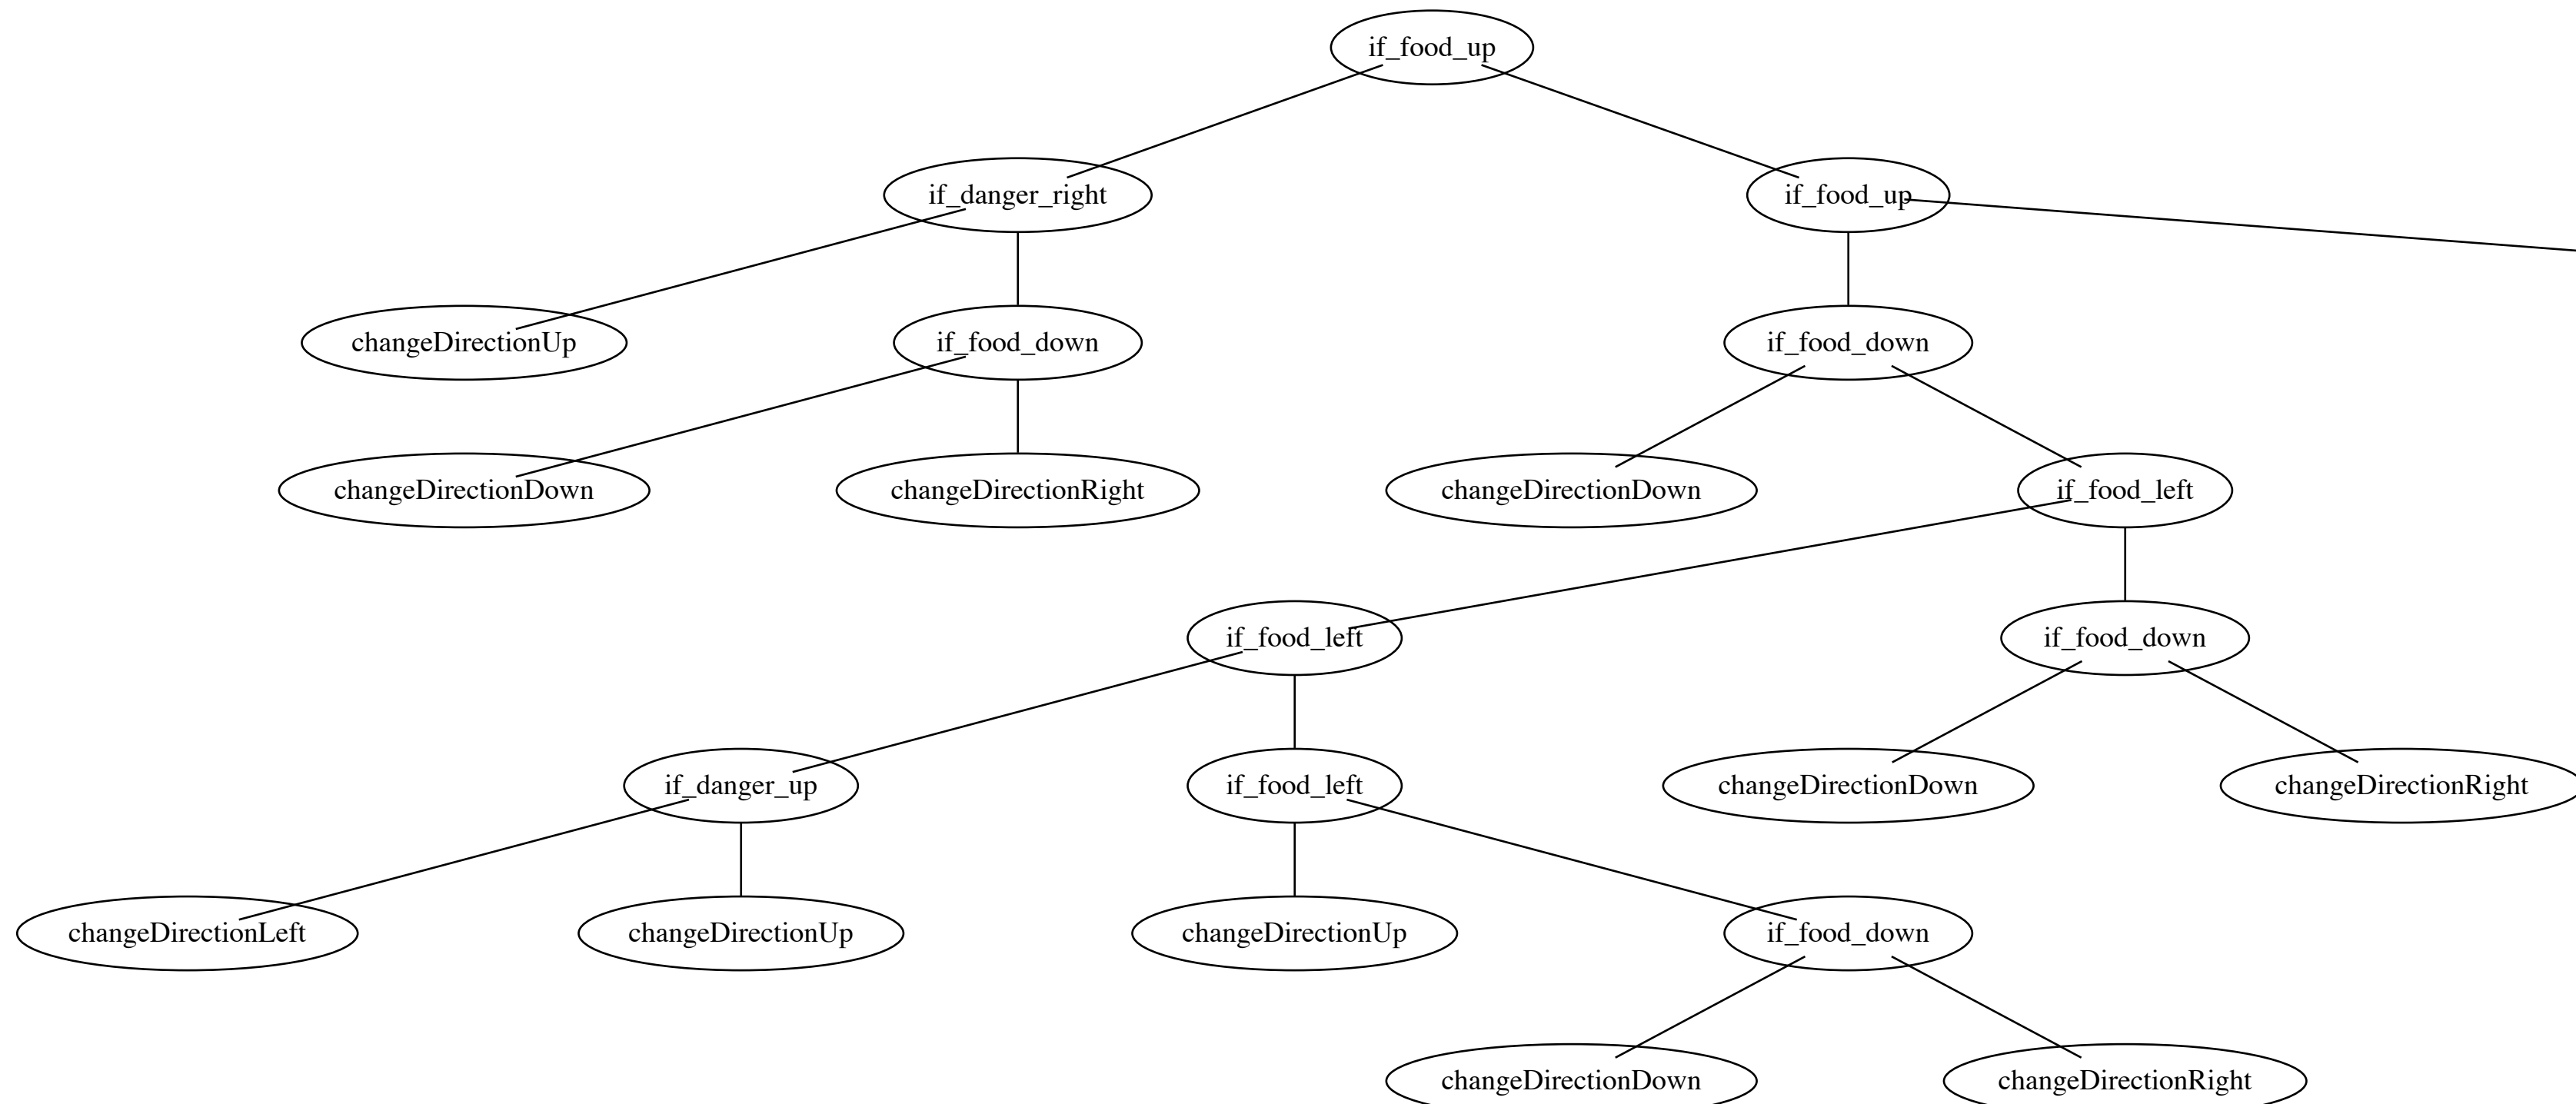 if_food_up
if_danger_right
if_food_up
changeDirectionUp
if_food_down
if_food_down
changeDirectionDown
changeDirectionRight
changeDirectionDown
if_food_left
if_food_left
if_food_down
if_danger_up
if_food_left
changeDirectionDown
changeDirectionRight
changeDirectionLeft
changeDirectionUp
changeDirectionUp
if_food_down
changeDirectionDown
changeDirectionRight